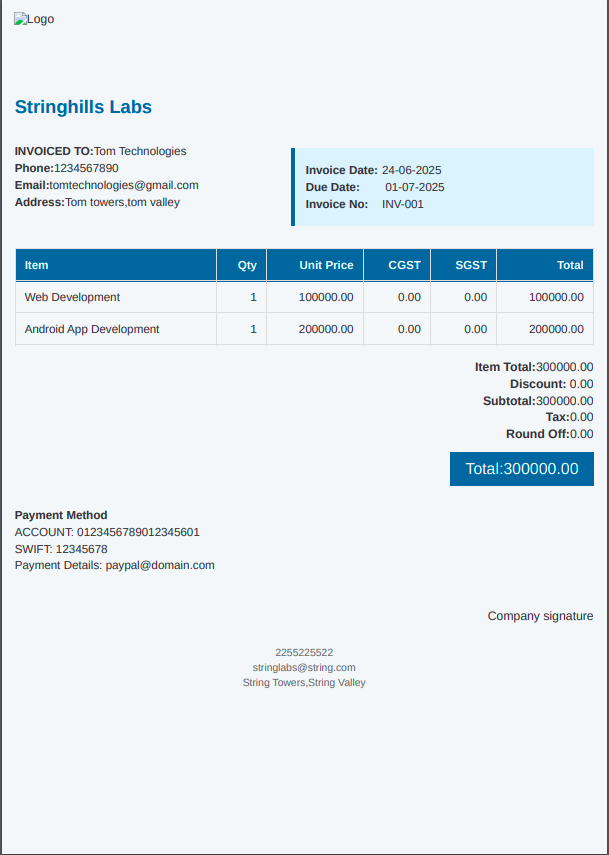 Logo
Stringhills Labs
INVOICED TO:Tom Technologies
Phone:1234567890
Email:tomtechnologies@gmail.com
Address:Tom towers,tom valley
Invoice Date: 24-06-2025
Due Date: 01-07-2025
Invoice No: INV-001
Item Qty Unit Price CGST SGST Total
Web Development 1 100000.00 0.00 0.00 100000.00
Android App Development 1 200000.00 0.00 0.00 200000.00
Item Total:300000.00
Discount: 0.00
Subtotal:300000.00
Tax:0.00
Round Off:0.00
Total:300000.00
Payment Method
ACCOUNT: 0123456789012345601
SWIFT: 12345678
Payment Details: paypal@domain.com
Company signature
2255225522
stringlabs@string.com
String Towers,String Valley